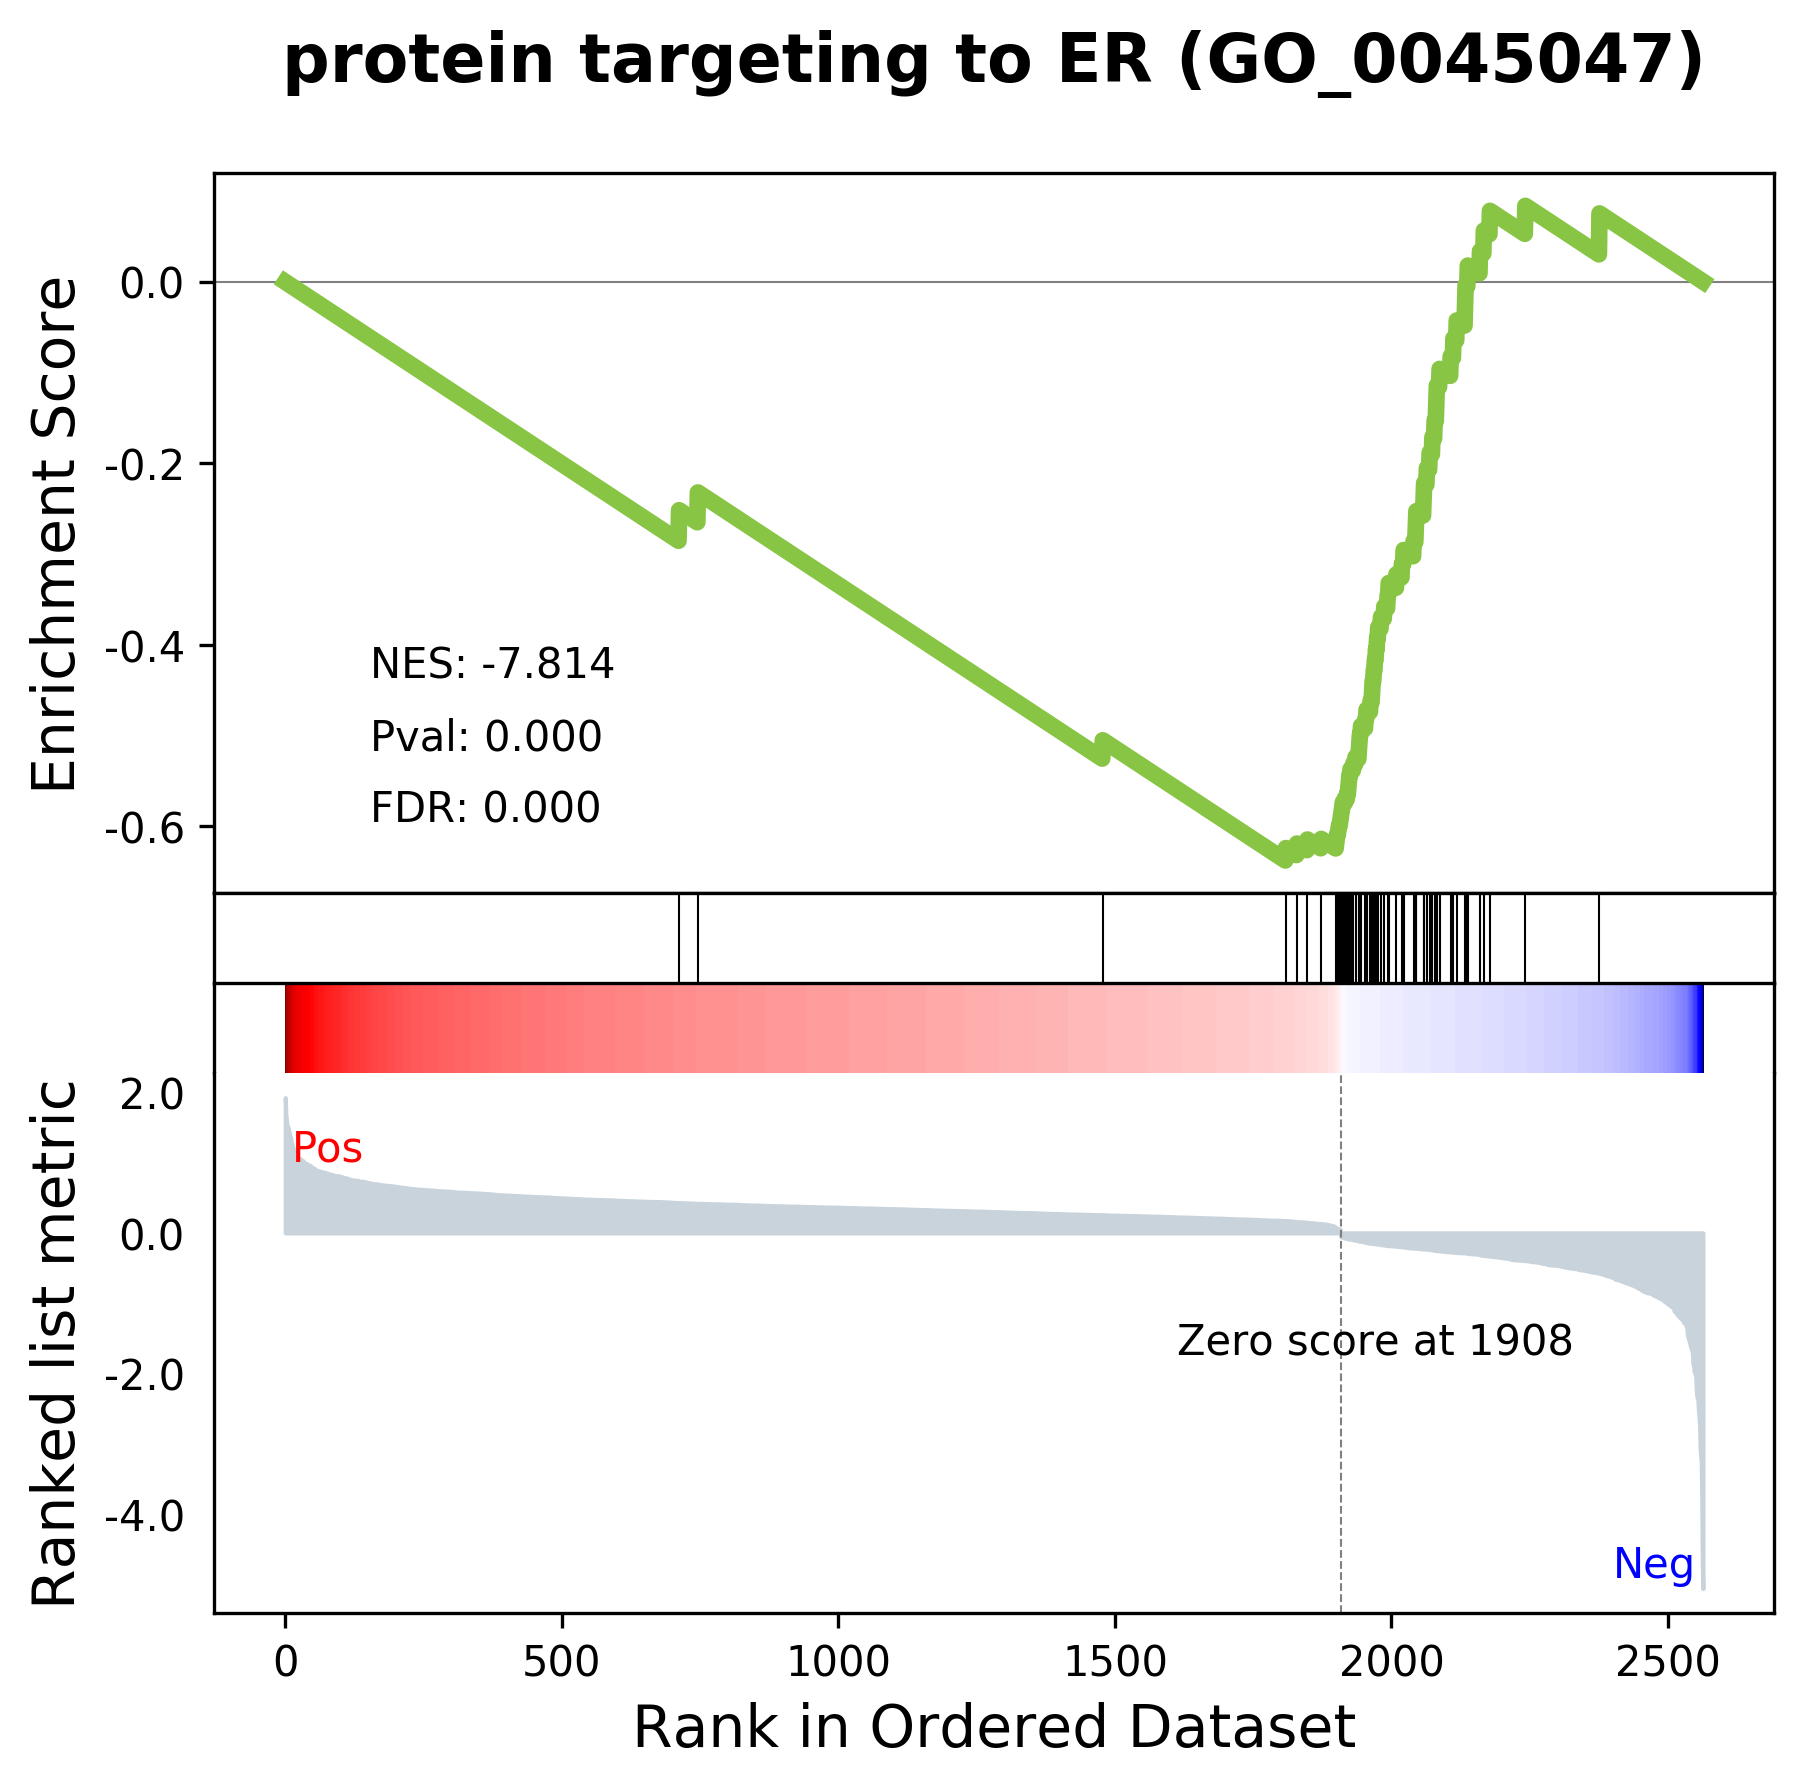 protein targeting to ER (GO_0045047)
Enrichment Score
0.0
-0.2
-0.4
-0.6
NES: -7.814
Pval: 0.000
FDR: 0.000
Ranked list metric
2.0
0.0
-2.0
-4.0
Pos
Zero score at 1908
Neg
0 500 1000 1500 2000 2500
Rank in Ordered Dataset